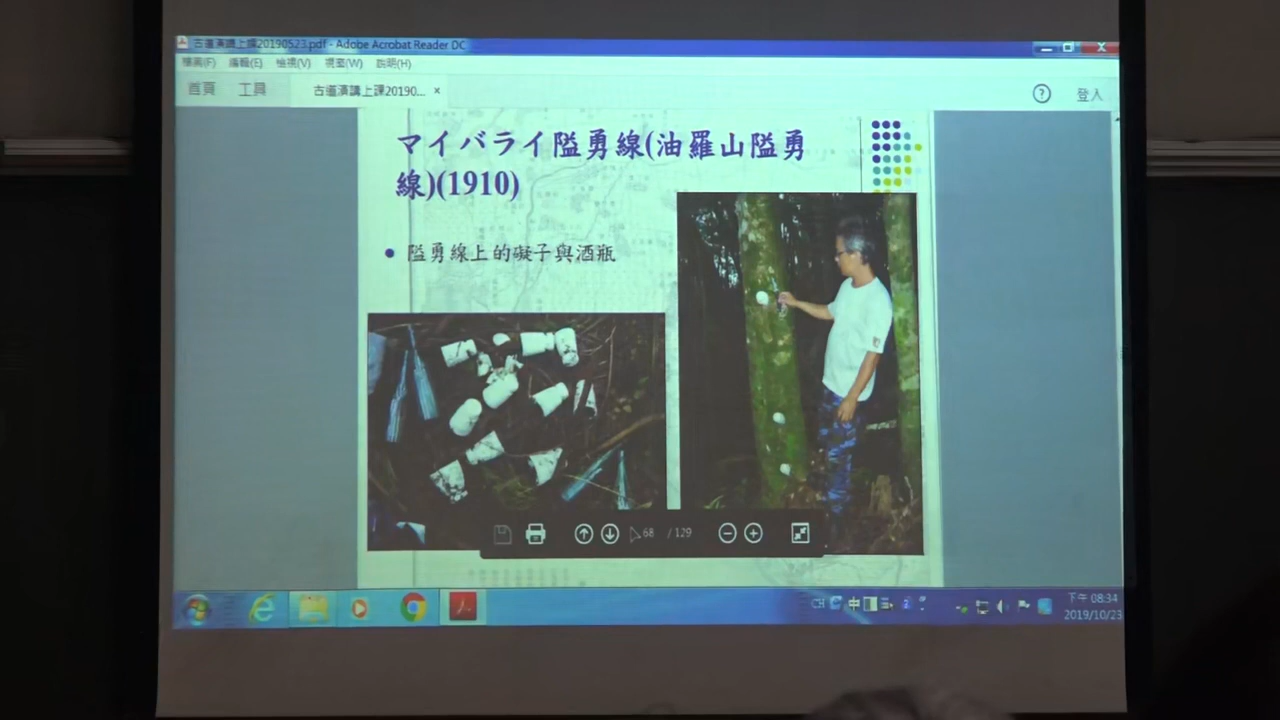 古道演講上課20190523.pdf - Adobe Acrobat Reader DC
檔案(F) 編輯(E) 檢視(V) 視窗(W) 說明(H)
首頁 工具 古道演講上課20190... × ? 登入
マイバライ隘勇線(油羅山隘勇
線)(1910)
隘勇線上的礙子與酒瓶
68 / 129
CH 中
下午 08:34
2019/10/23